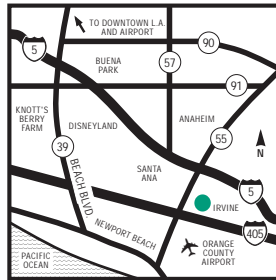 TO DOWNTOWN L.A.
AND AIRPORT
5
90
BUENA
PARK
57
91
KNOTT'S
BERRY
FARM
DISNEYLAND
ANAHEIM
39
55
N
BEACH BLVD.
SANTA
ANA
5
IRVINE
405
NEWPORT BEACH
ORANGE
COUNTY
AIRPORT
PACIFIC
OCEAN